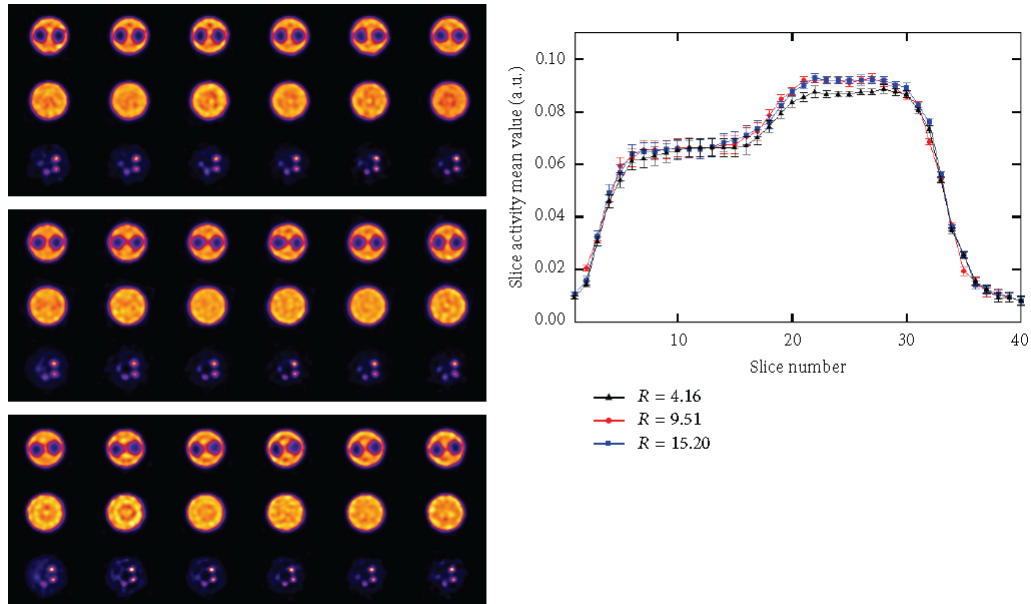 Slice activity mean value (a.u.)
0.10
0.08
0.06
0.04
0.02
0.00
10
20
30
40
Slice number
R = 4.16
R = 9.51
R = 15.20